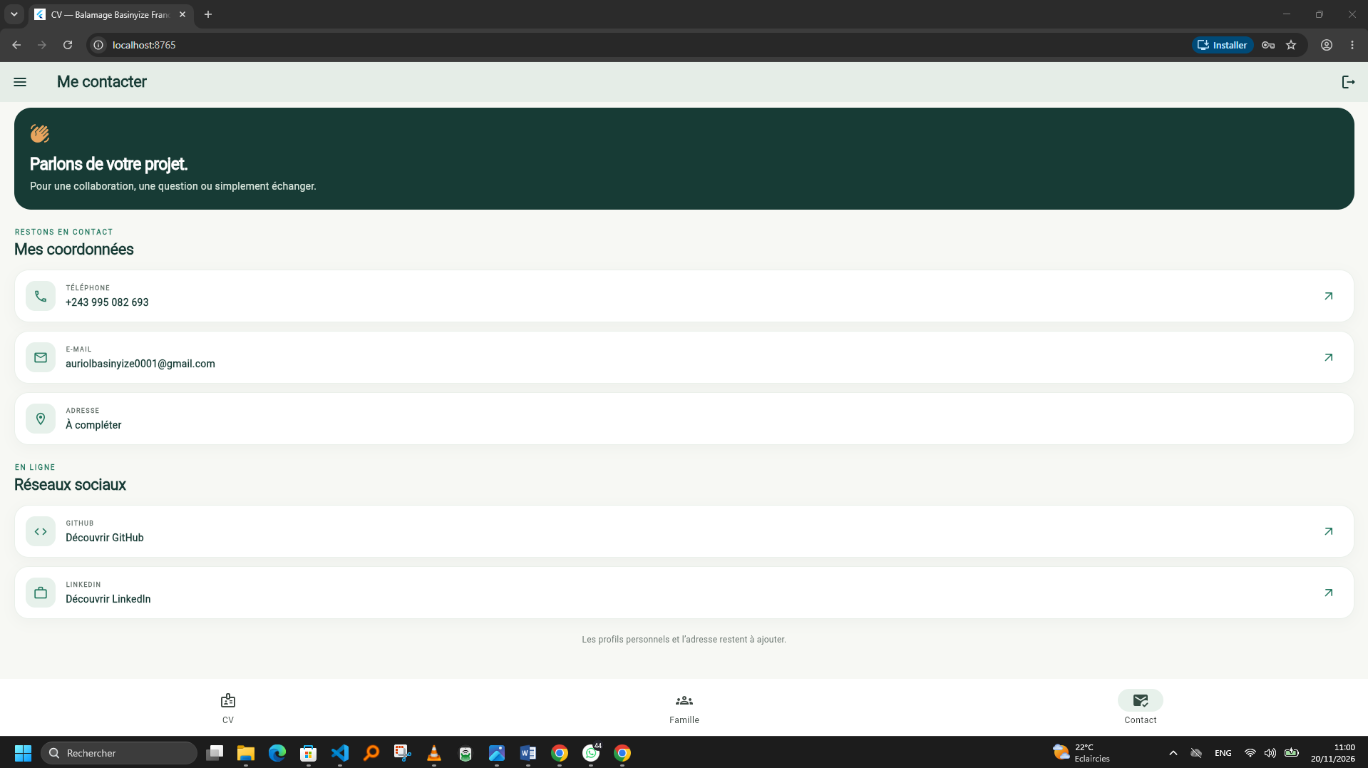 CV — Balamage Basinyize Fran
localhost:8765
Installer
Me contacter
Parlons de votre projet.
Pour une collaboration, une question ou simplement échanger.
RESTONS EN CONTACT
Mes coordonnées
TÉLÉPHONE
+243 995 082 693
E-MAIL
auriolbasinyize0001@gmail.com
ADRESSE
À compléter
EN LIGNE
Réseaux sociaux
GITHUB
Découvrir GitHub
LINKEDIN
Découvrir LinkedIn
Les profils personnels et l'adresse restent à ajouter.
CV
Famille
Contact
Rechercher
44
22°C
Eclaircies
ENG
11:00
20/11/2026